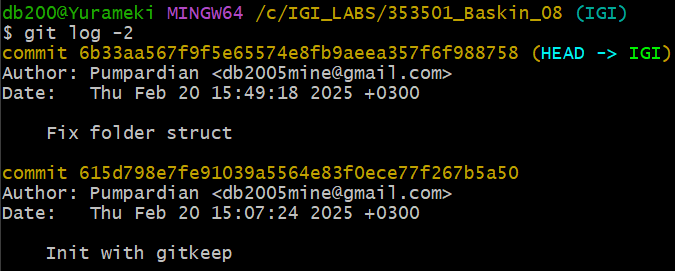 db200@Yurameki MINGW64 /c/IGI_LABS/353501_Baskin_08 (IGI)
$ git log -2
commit 6b33aa567f9f5e65574e8fb9aeea357f6f988758 (HEAD -> IGI)
Author: Pumpardian <db2005mine@gmail.com>
Date:   Thu Feb 20 15:49:18 2025 +0300
    Fix folder struct
commit 615d798e7fe91039a5564e83f0ece77f267b5a50
Author: Pumpardian <db2005mine@gmail.com>
Date:   Thu Feb 20 15:07:24 2025 +0300
    Init with gitkeep